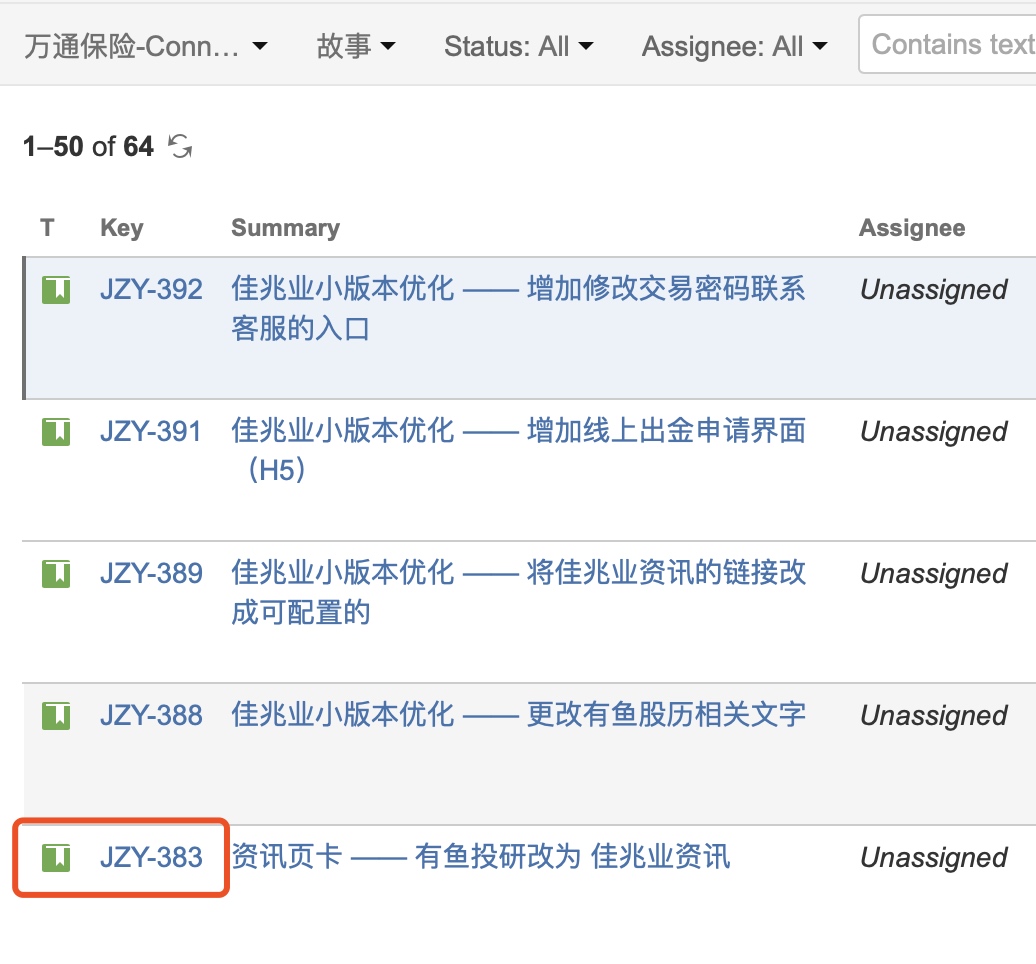 万通保险-Conn… 故事 Status: All Assignee: All Contains text
1–50 of 64
T Key Summary Assignee
JZY-392 佳兆业小版本优化 —— 增加修改交易密码联系 Unassigned
客服的入口
JZY-391 佳兆业小版本优化 —— 增加线上出金申请界面 Unassigned
（H5）
JZY-389 佳兆业小版本优化 —— 将佳兆业资讯的链接改 Unassigned
成可配置的
JZY-388 佳兆业小版本优化 —— 更改有鱼股历相关文字 Unassigned
JZY-383 资讯页卡 —— 有鱼投研改为 佳兆业资讯 Unassigned